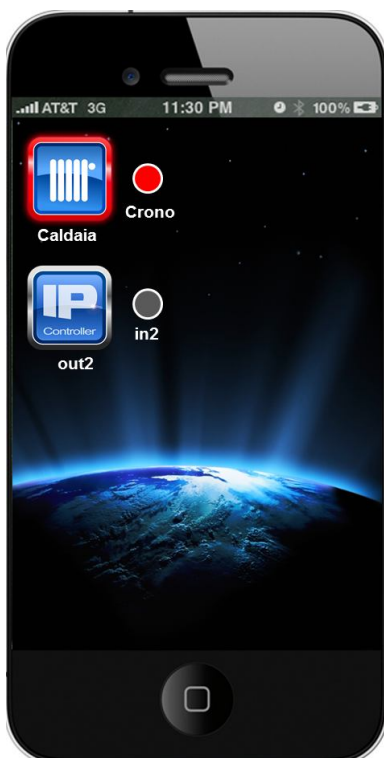 AT&T 3G 11:30 PM 100%
Crono
Caldaia
IP
Controller
in2
out2